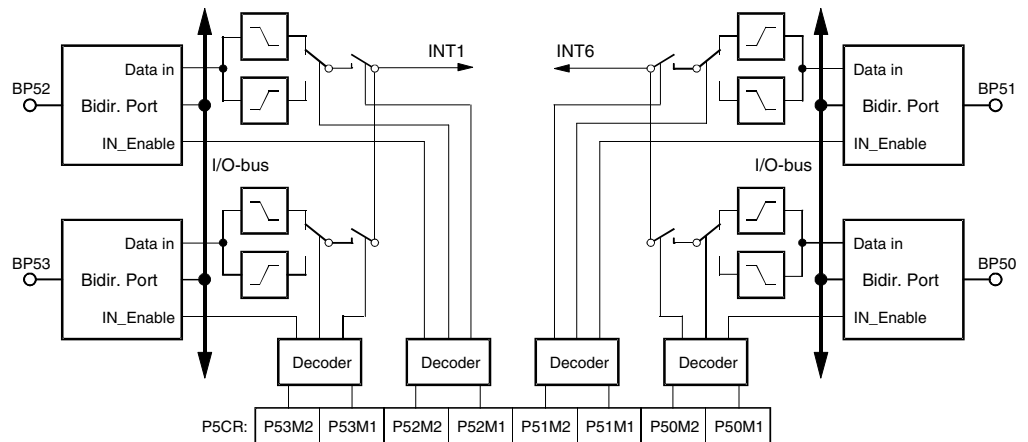 INT1 INT6
BP52 Data in Data in BP51
Bidir. Port Bidir. Port
IN_Enable IN_Enable
I/O-bus I/O-bus
Data in Data in
BP53 Bidir. Port Bidir. Port BP50
IN_Enable IN_Enable
Decoder Decoder Decoder Decoder
P5CR: P53M2 P53M1 P52M2 P52M1 P51M2 P51M1 P50M2 P50M1